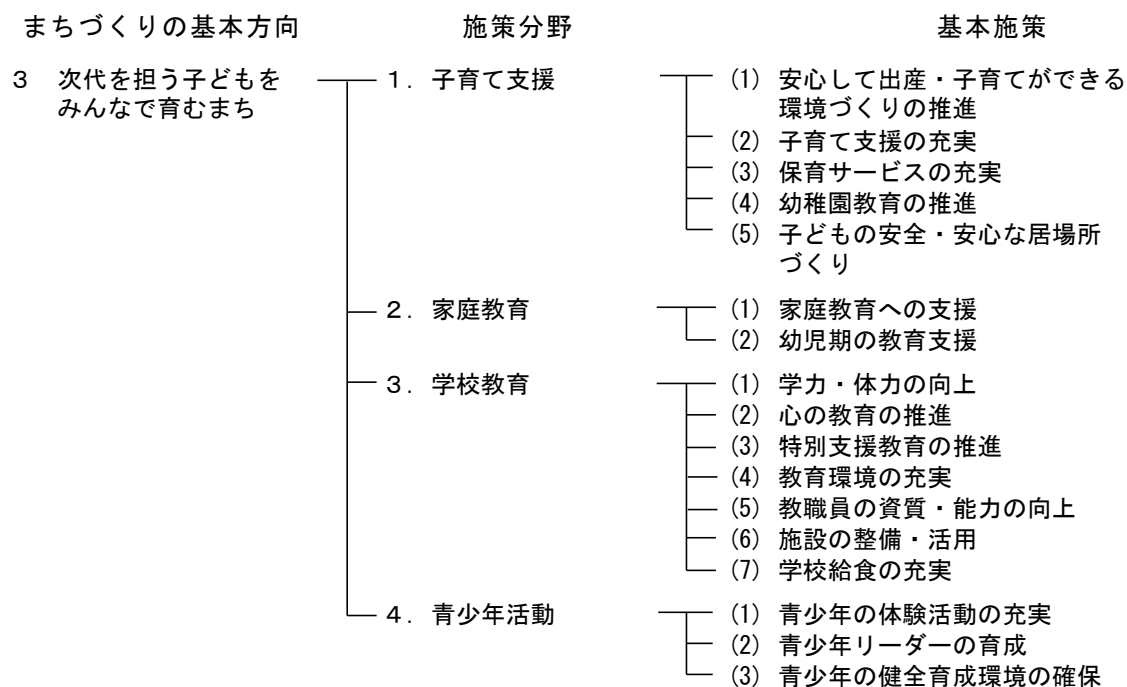 まちづくりの基本方向 施策分野 基本施策
3 次代を担う子どもを
みんなで育むまち
1. 子育て支援
(1) 安心して出産・子育てができる
環境づくりの推進
(2) 子育て支援の充実
(3) 保育サービスの充実
(4) 幼稚園教育の推進
(5) 子どもの安全・安心な居場所
づくり
2. 家庭教育
(1) 家庭教育への支援
(2) 幼児期の教育支援
3. 学校教育
(1) 学力・体力の向上
(2) 心の教育の推進
(3) 特別支援教育の推進
(4) 教育環境の充実
(5) 教職員の資質・能力の向上
(6) 施設の整備・活用
(7) 学校給食の充実
4. 青少年活動
(1) 青少年の体験活動の充実
(2) 青少年リーダーの育成
(3) 青少年の健全育成環境の確保